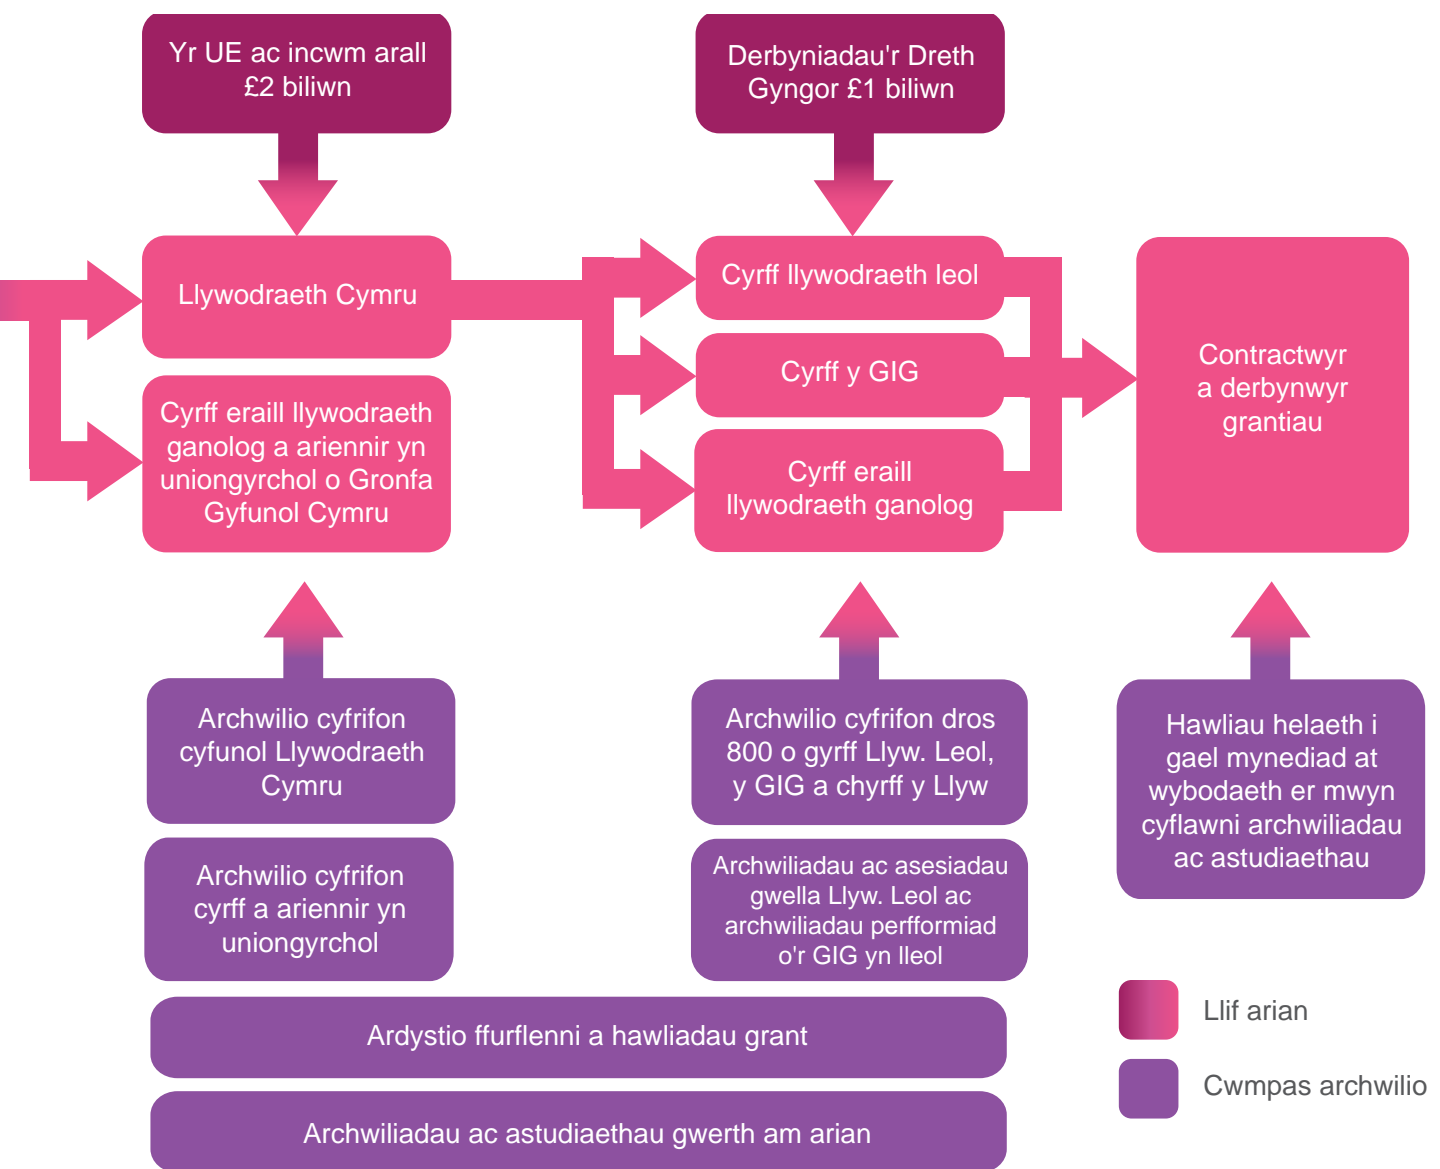 Yr UE ac incwm arall
£2 biliwn
Derbyniadau'r Dreth
Gyngor £1 biliwn
Llywodraeth Cymru
Cyrff eraill llywodraeth
ganolog a ariennir yn
uniongyrchol o Gronfa
Gyfunol Cymru
Cyrff llywodraeth leol
Cyrff y GIG
Cyrff eraill
llywodraeth ganolog
Contractwyr
a derbynwyr
grantiau
Archwilio cyfrifon
cyfunol Llywodraeth
Cymru
Archwilio cyfrifon
cyrff a ariennir yn
uniongyrchol
Archwilio cyfrifon dros
800 o gyrff Llyw. Leol,
y GIG a chyrff y Llyw
Archwiliadau ac asesiadau
gwella Llyw. Leol ac
archwiliadau perfformiad
o'r GIG yn lleol
Hawliau helaeth i
gael mynediad at
wybodaeth er mwyn
cyflawni archwiliadau
ac astudiaethau
Ardystio ffurflenni a hawliadau grant
Archwiliadau ac astudiaethau gwerth am arian
Llif arian
Cwmpas archwilio